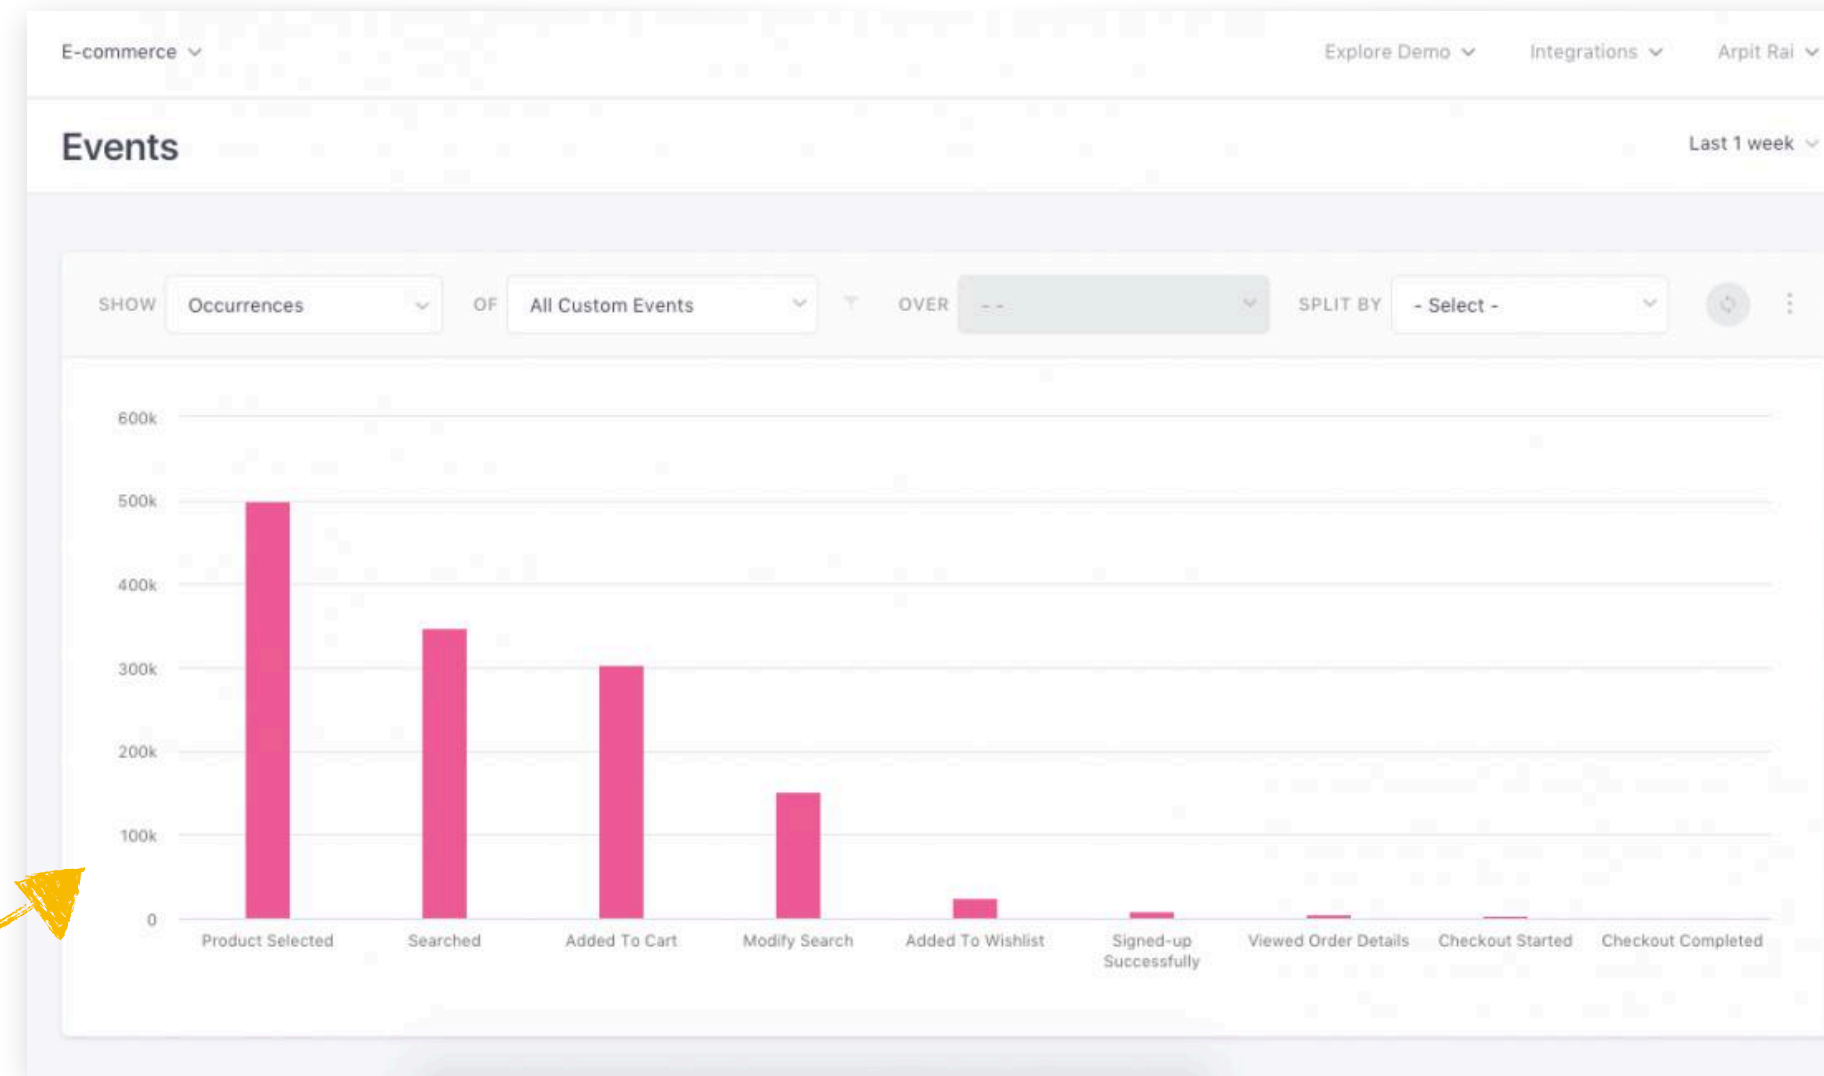 E-commerce Explore Demo Integrations Arpit Rai
Events Last 1 week
SHOW Occurrences OF All Custom Events OVER - - SPLIT BY - Select -
600k
500k
400k
300k
200k
100k
0
Product Selected Searched Added To Cart Modify Search Added To Wishlist Signed-up Viewed Order Details Checkout Started Checkout Completed
Successfully